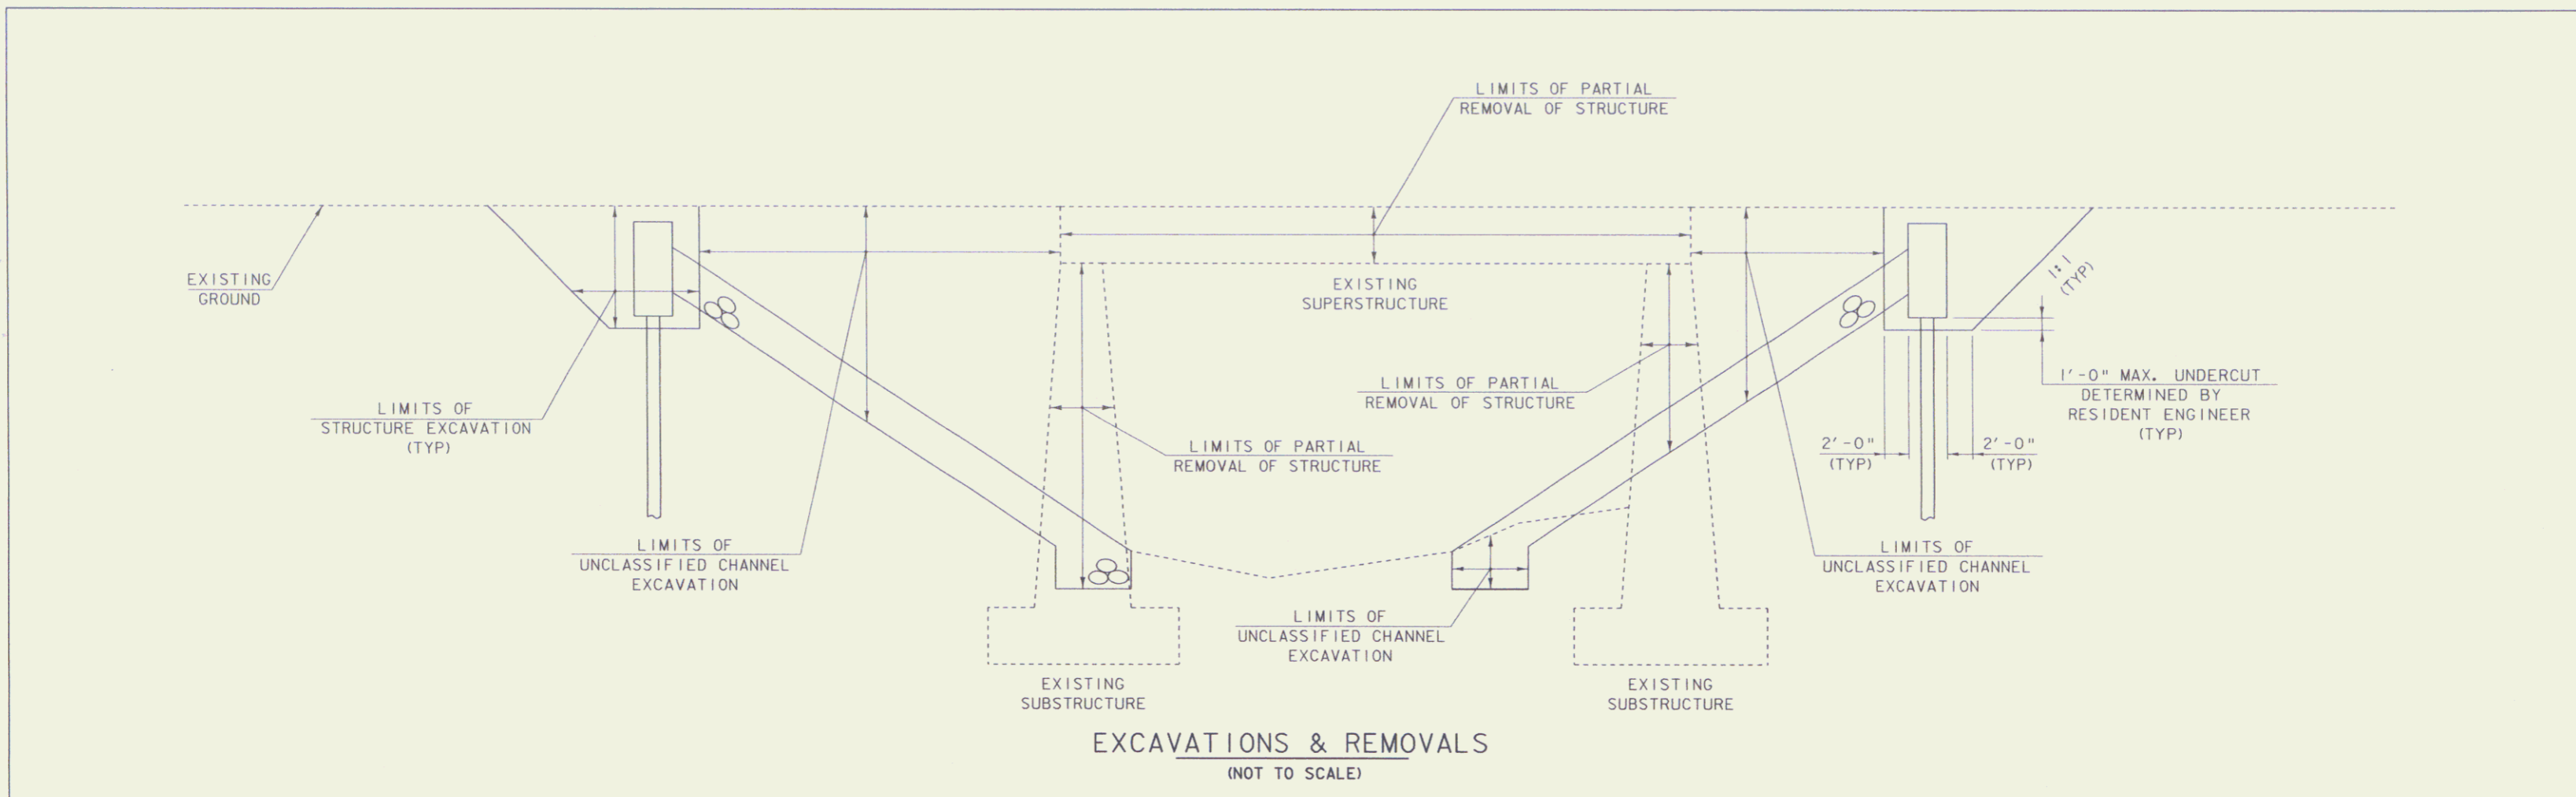 LIMITS OF PARTIAL
REMOVAL OF STRUCTURE
EXISTING
GROUND
EXISTING
SUPERSTRUCTURE
1:1
(TYP)
LIMITS OF
STRUCTURE EXCAVATION
(TYP)
LIMITS OF PARTIAL
REMOVAL OF STRUCTURE
1'-0" MAX. UNDERCUT
DETERMINED BY
RESIDENT ENGINEER
(TYP)
LIMITS OF PARTIAL
REMOVAL OF STRUCTURE
2'-0"
(TYP)
2'-0"
(TYP)
LIMITS OF
UNCLASSIFIED CHANNEL
EXCAVATION
LIMITS OF
UNCLASSIFIED CHANNEL
EXCAVATION
LIMITS OF
UNCLASSIFIED CHANNEL
EXCAVATION
EXISTING
SUBSTRUCTURE
EXISTING
SUBSTRUCTURE
EXCAVATIONS & REMOVALS
(NOT TO SCALE)